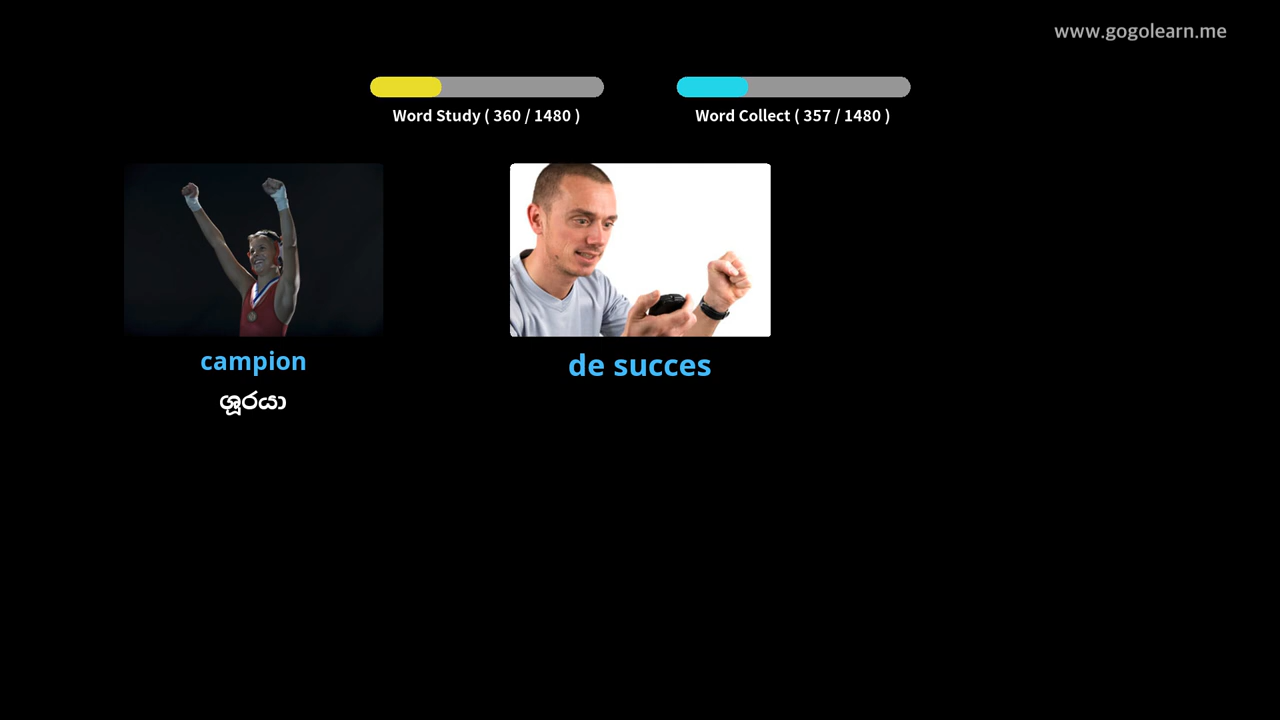 www.gogolearn.me
Word Study ( 360 / 1480 )
Word Collect ( 357 / 1480 )
campion
ශූරයා
de succes